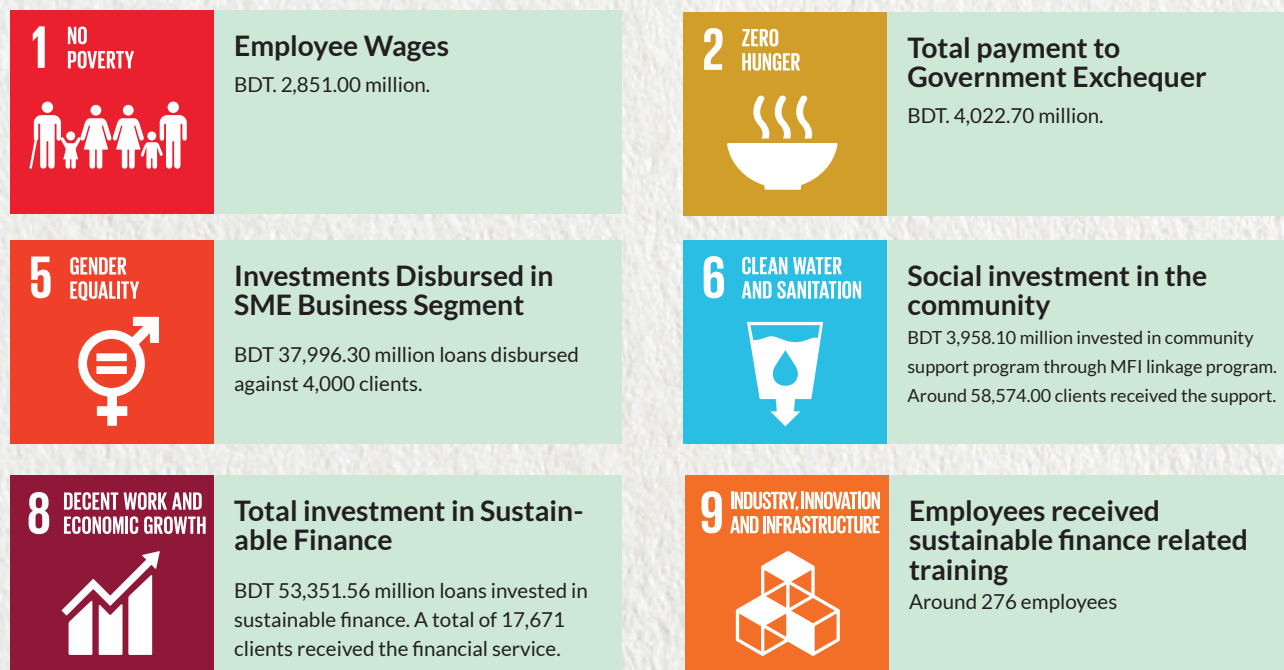 1 NO
POVERTY
Employee Wages
BDT. 2,851.00 million.
2 ZERO
HUNGER
Total payment to
Government Exchequer
BDT. 4,022.70 million.
5 GENDER
EQUALITY
Investments Disbursed in
SME Business Segment
BDT 37,996.30 million loans disbursed
against 4,000 clients.
6 CLEAN WATER
AND SANITATION
Social investment in the
community
BDT 3,958.10 million invested in community
support program through MFI linkage program.
Around 58,574.00 clients received the support.
8 DECENT WORK AND
ECONOMIC GROWTH
Total investment in Sustain-
able Finance
BDT 53,351.56 million loans invested in
sustainable finance. A total of 17,671
clients received the financial service.
9 INDUSTRY, INNOVATION
AND INFRASTRUCTURE
Employees received
sustainable finance related
training
Around 276 employees